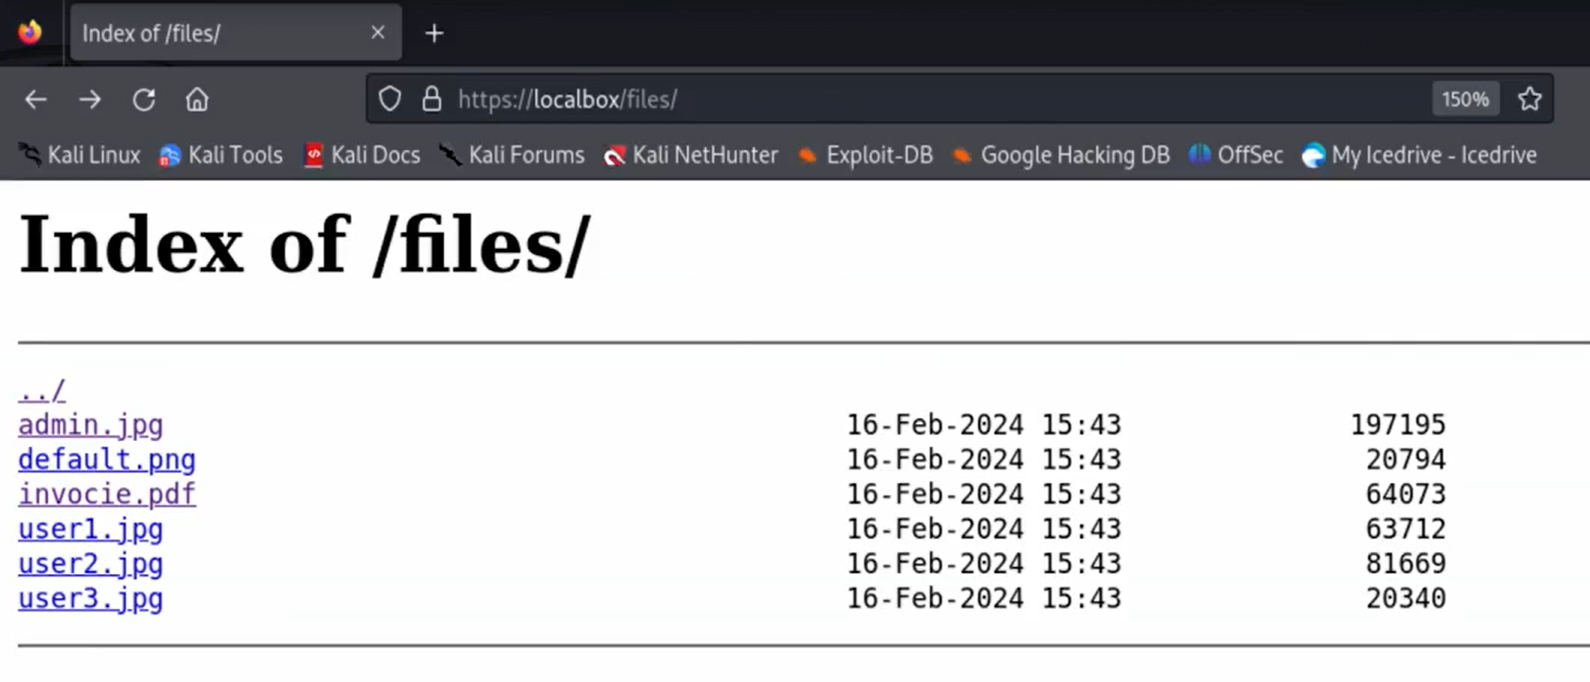 Index of /files/
https://localbox/files/ 150%
Kali Linux Kali Tools Kali Docs Kali Forums Kali NetHunter Exploit-DB Google Hacking DB OffSec My Icedrive - Icedrive
Index of /files/
../
admin.jpg 16-Feb-2024 15:43 197195
default.png 16-Feb-2024 15:43 20794
invocie.pdf 16-Feb-2024 15:43 64073
user1.jpg 16-Feb-2024 15:43 63712
user2.jpg 16-Feb-2024 15:43 81669
user3.jpg 16-Feb-2024 15:43 20340